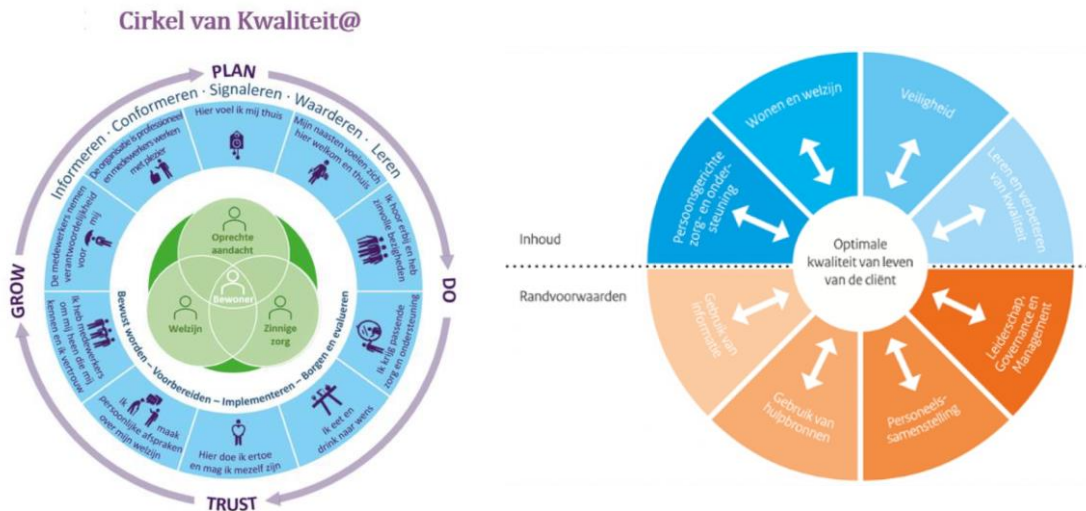 Cirkel van Kwaliteit@
PLAN
DO
TRUST
GROW
Informeren · Conformeren · Signaleren · Waarderen · Leren
Hier voel ik mij thuis
Mijn naasten voelen zich
hier welkom en thuis
Ik hoor erbij en heb
zinvolle bezigheden
Ik krijg passende
zorg en ondersteuning
Ik eet en
drink naar wens
Hier doe ik ertoe
en mag ik mezelf zijn
ik maak
persoonlijke afspraken
over mijn welzijn
Ik heb medewerkers
om mij heen die mij
kennen en ik vertrouw
De medewerkers nemen
verantwoordelijkheid
voor mij
De organisatie is professioneel
en medewerkers werken
met plezier
Bewust worden – Voorbereiden – Implementeren – Borgen en evalueren
Oprechte
aandacht
Bewoner
Welzijn
Zinnige
zorg
Inhoud
Randvoorwaarden
Persoonsgerichte
zorg- en onder-
steuning
Wonen en welzijn
Veiligheid
Leren en verbeteren
van kwaliteit
Optimale
kwaliteit van leven
van de cliënt
Leiderschap,
Governance en
Management
Personeels-
samenstelling
Gebruik van
hulpbronnen
Gebruik van
informatie